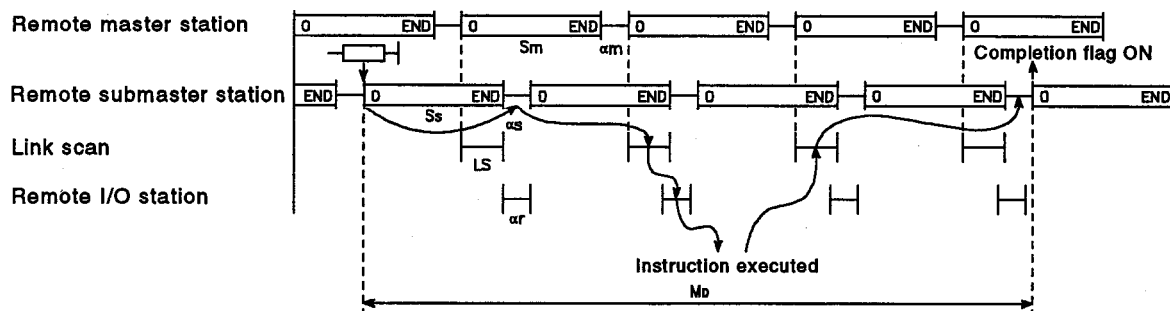 Remote master station 0 END 0 END 0 END 0 END 0 END
Sm αm
Completion flag ON
Remote submaster station END 0 END 0 END 0 END 0 END 0
Ss αs
Link scan
LS
Remote I/O station
αr
Instruction executed
MD